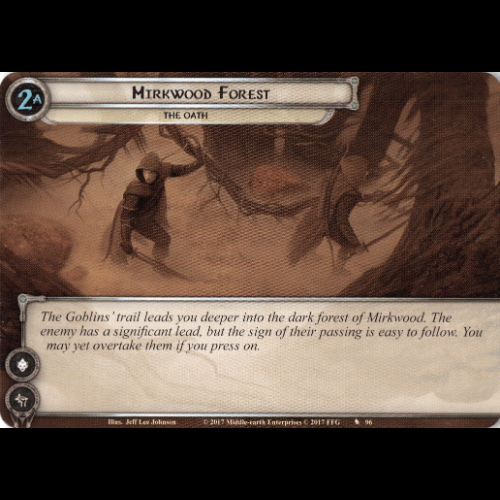 2A
MIRKWOOD FOREST
THE OATH
The Goblins' trail leads you deeper into the dark forest of Mirkwood. The
enemy has a significant lead, but the sign of their passing is easy to follow. You
may yet overtake them if you press on.
Illus. Jeff Lee Johnson © 2017 Middle-earth Enterprises © 2017 FFG 96